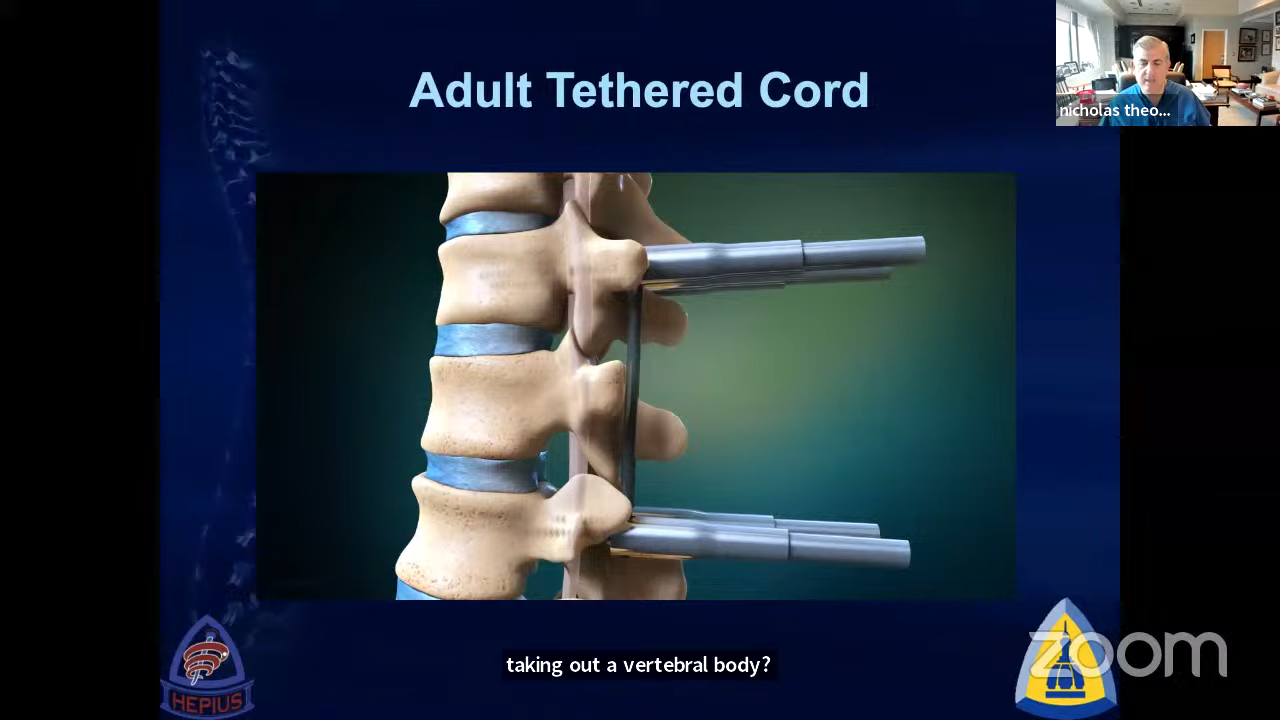 Adult Tethered Cord
nicholas theo...
taking out a vertebral body?
HEPIUS
zoom